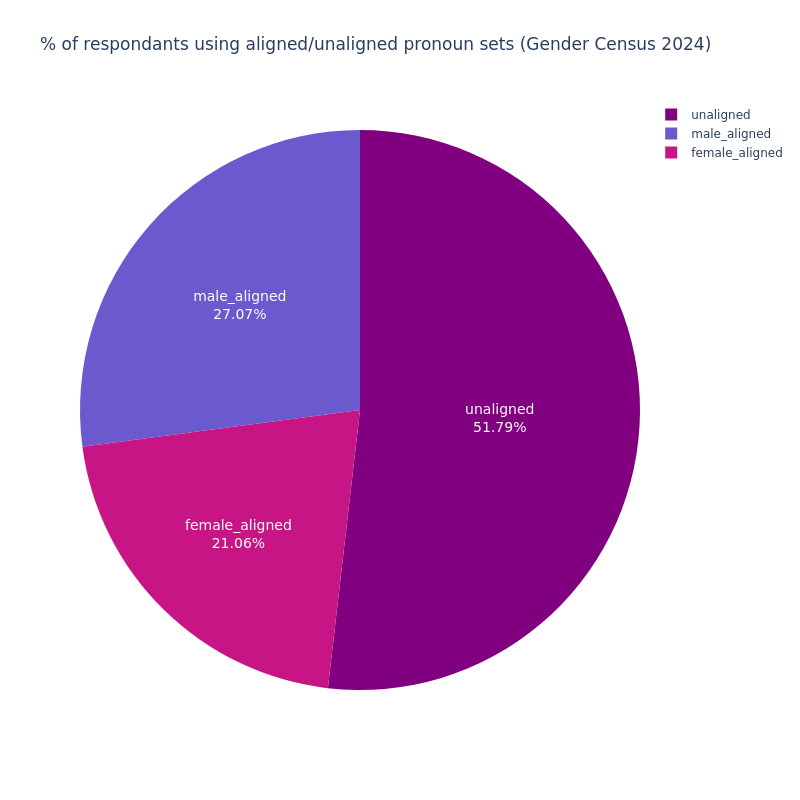 % of respondants using aligned/unaligned pronoun sets (Gender Census 2024)
unaligned
male_aligned
female_aligned
male_aligned
27.07%
unaligned
51.79%
female_aligned
21.06%